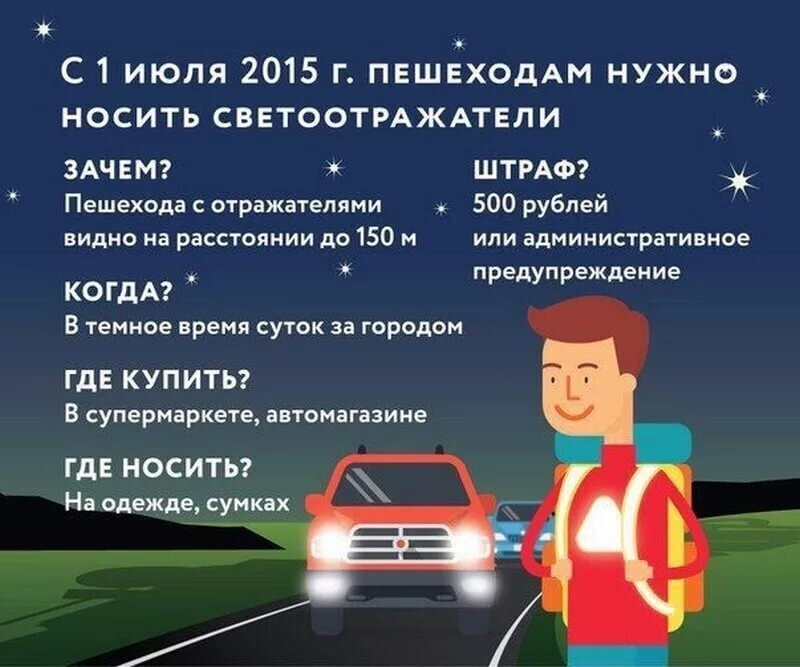 С 1 ИЮЛЯ 2015 Г. ПЕШЕХОДАМ НУЖНО
НОСИТЬ СВЕТООТРАЖАТЕЛИ
ЗАЧЕМ?
Пешехода с отражателями
видно на расстоянии до 150 м
КОГДА?
В темное время суток за городом
ГДЕ КУПИТЬ?
В супермаркете, автомагазине
ГДЕ НОСИТЬ?
На одежде, сумках
ШТРАФ?
500 рублей
или административное
предупреждение